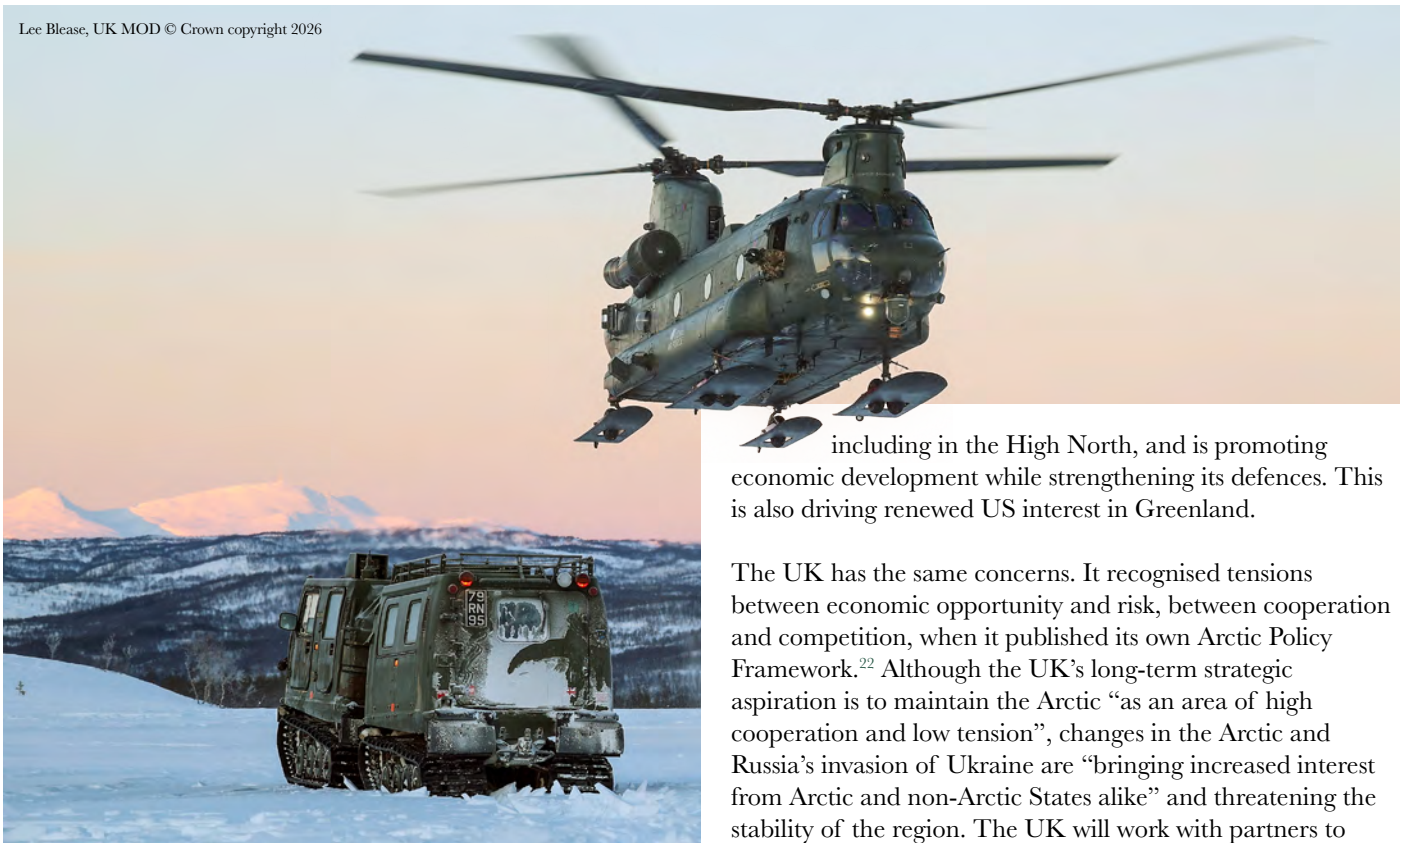 Lee Blease, UK MOD © Crown copyright 2026
79
RN
95
including in the High North, and is promoting
economic development while strengthening its defences. This
is also driving renewed US interest in Greenland.
The UK has the same concerns. It recognised tensions
between economic opportunity and risk, between cooperation
and competition, when it published its own Arctic Policy
Framework.22 Although the UK’s long-term strategic
aspiration is to maintain the Arctic “as an area of high
cooperation and low tension”, changes in the Arctic and
Russia’s invasion of Ukraine are “bringing increased interest
from Arctic and non-Arctic States alike” and threatening the
stability of the region. The UK will work with partners to